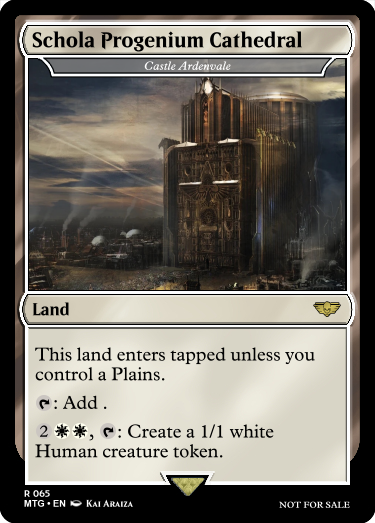 Schola Progenium Cathedral
Castle Ardenvale
Land
This land enters tapped unless you
control a Plains.
: Add .
2 , : Create a 1/1 white
Human creature token.
R 065
MTG • EN Kai Araiza
NOT FOR SALE